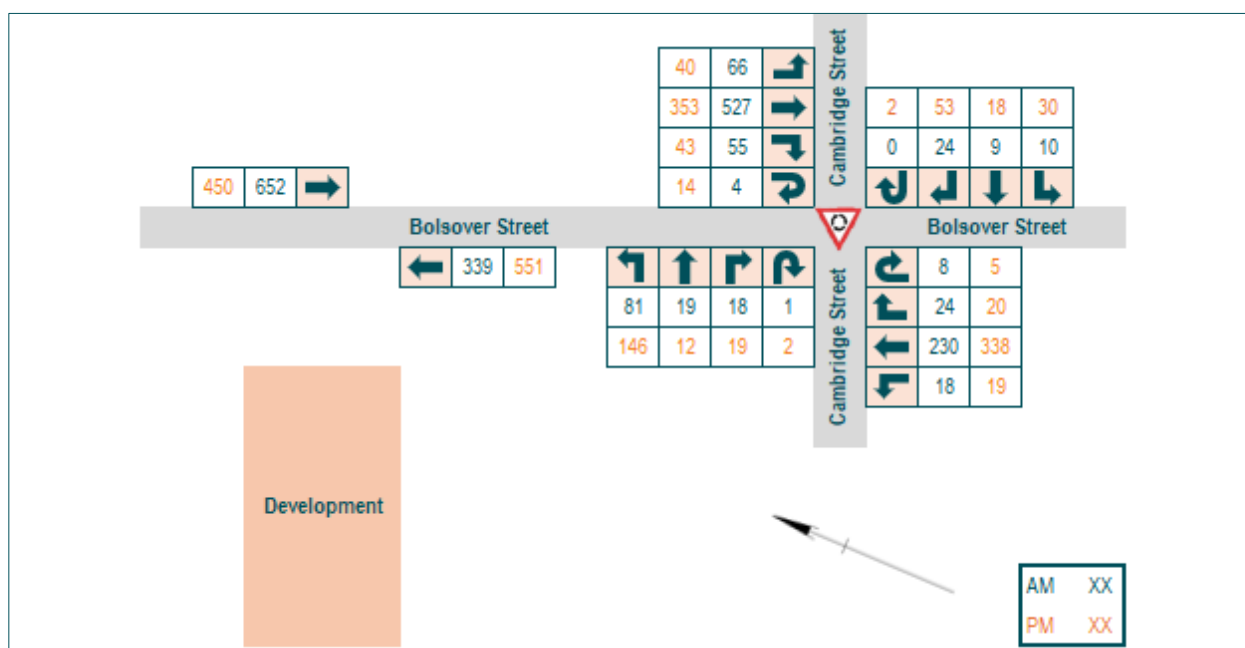 Cambridge Street
40 66
353 527
43 55
14 4
2 53 18 30
0 24 9 10
450 652
Bolsover Street
Bolsover Street
339 551
81 19 18 1
146 12 19 2
Cambridge Street
8 5
24 20
230 338
18 19
Development
AM XX
PM XX